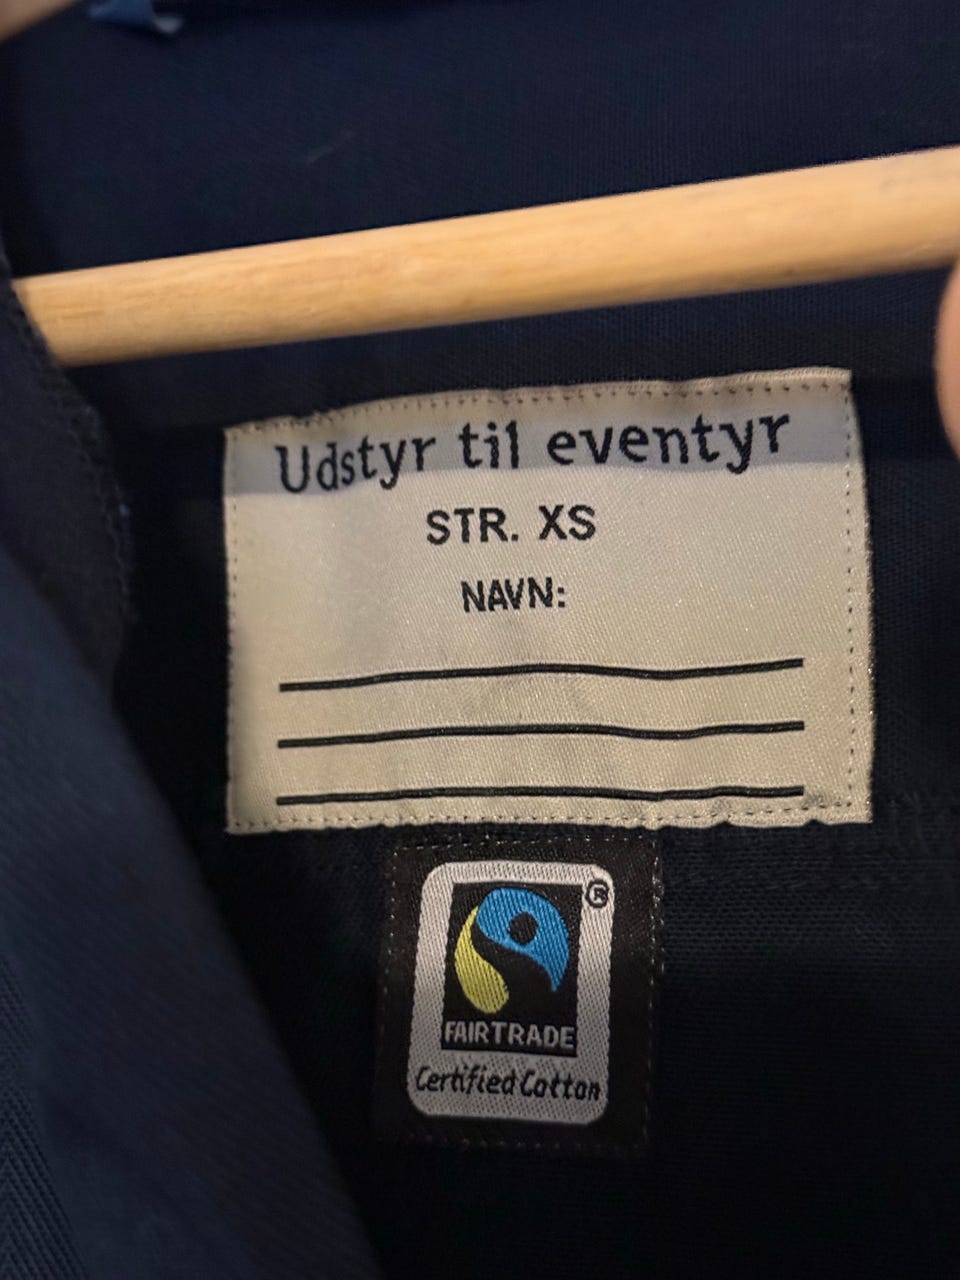 Udstyr til eventyr
STR. XS
NAVN:
®
FAIRTRADE
Certified Cotton